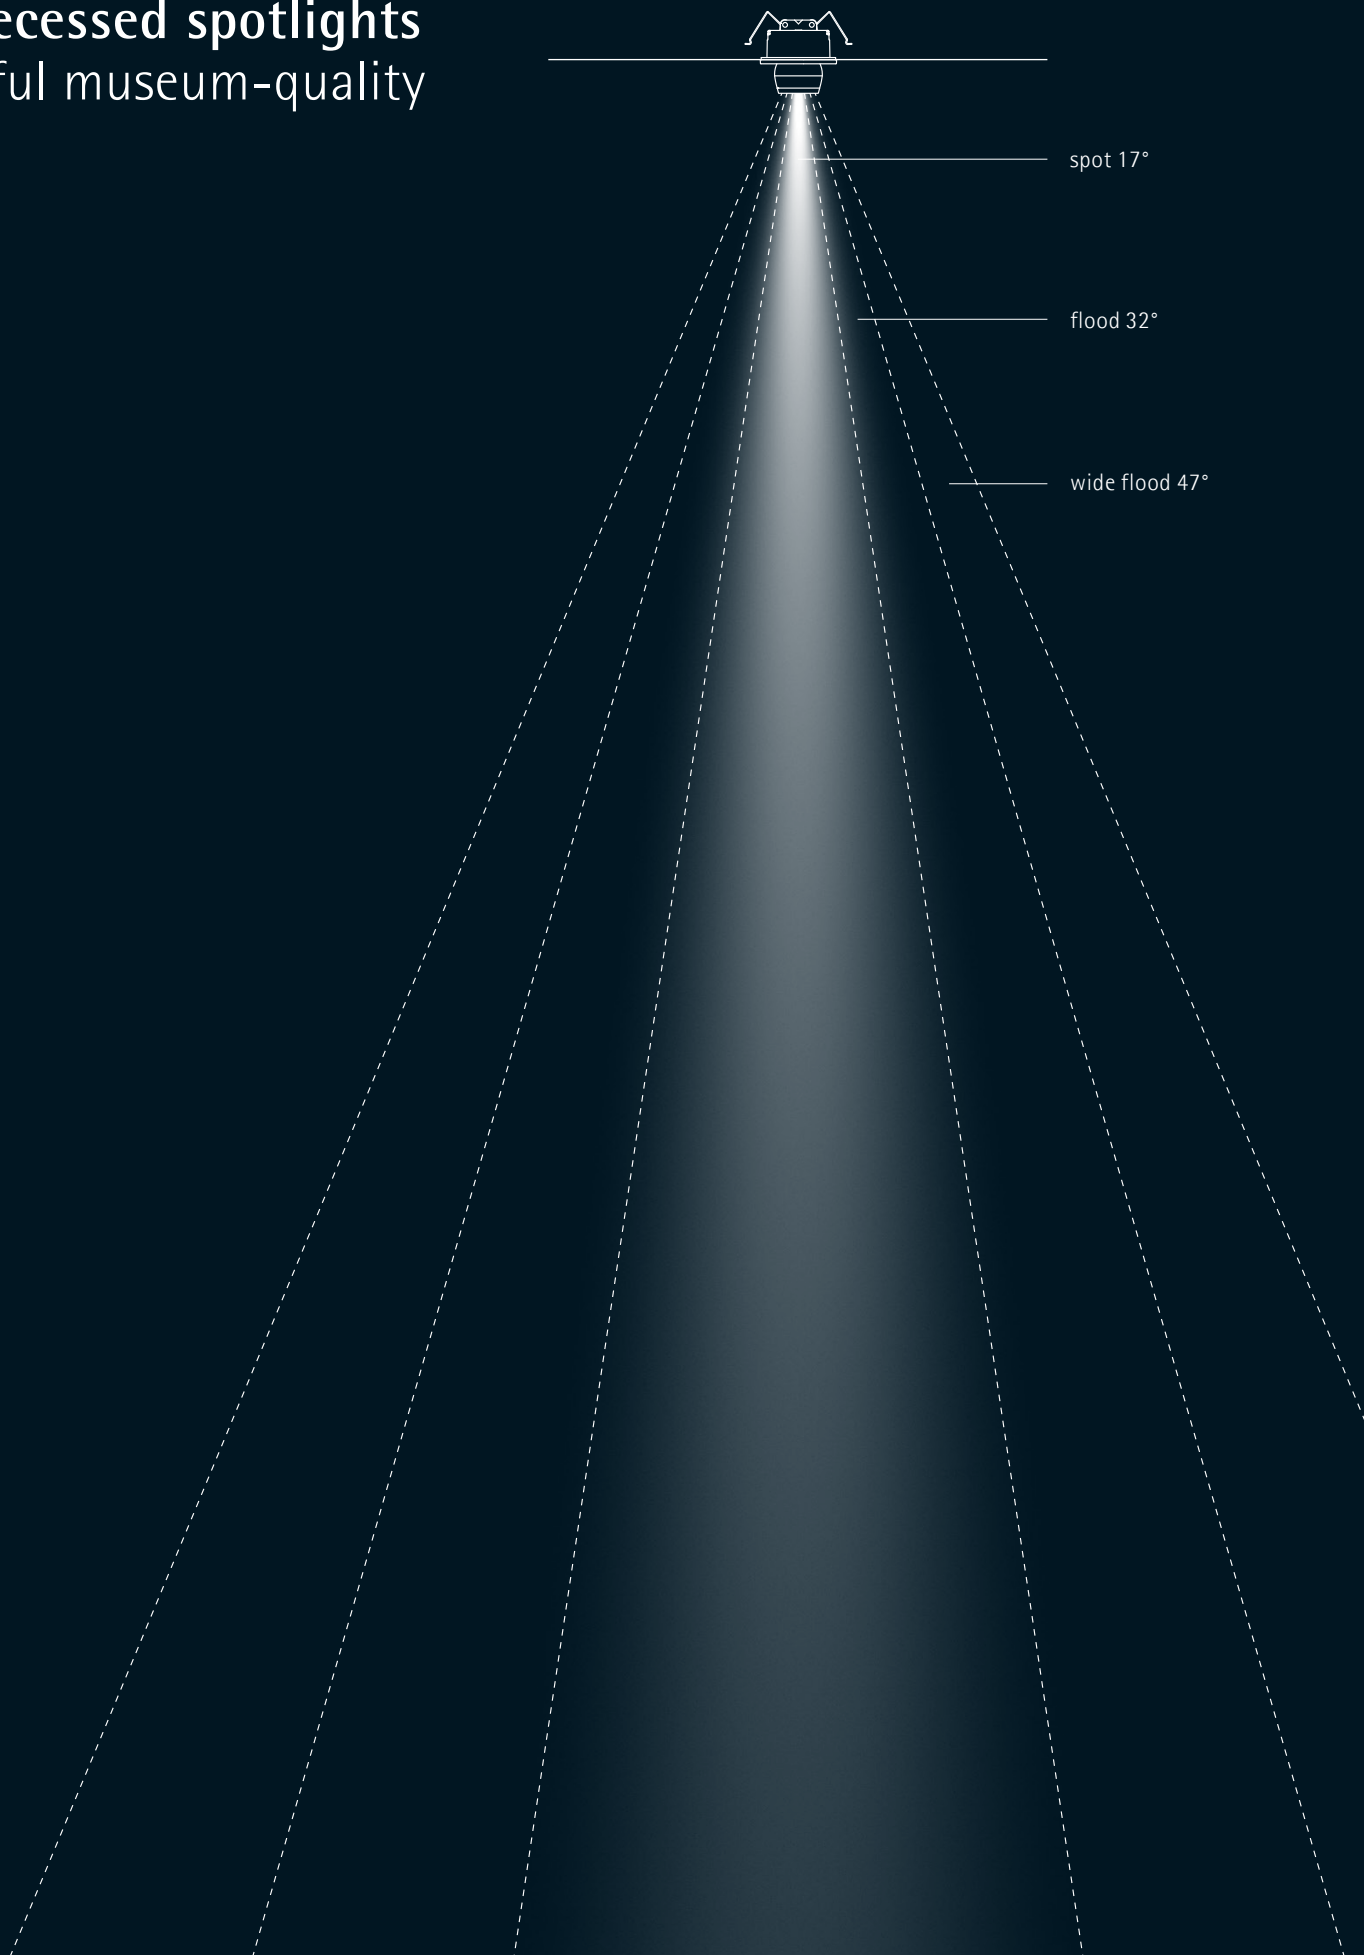 ecessed spotlights
ful museum-quality
spot 17°
flood 32°
wide flood 47°